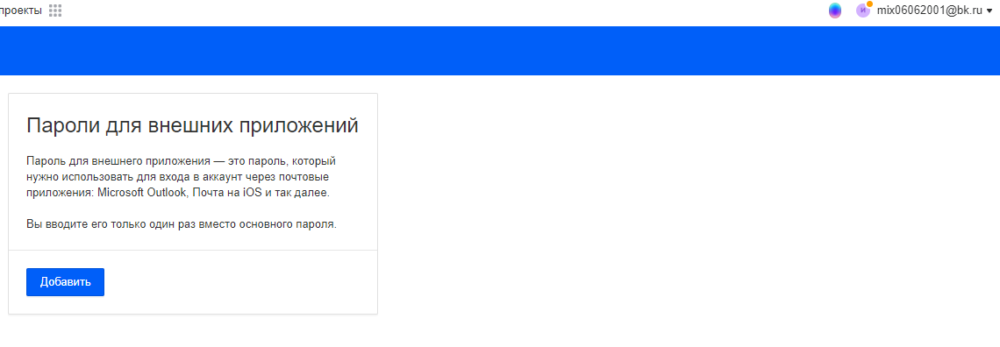 проекты
mix06062001@bk.ru
Пароли для внешних приложений
Пароль для внешнего приложения — это пароль, который
нужно использовать для входа в аккаунт через почтовые
приложения: Microsoft Outlook, Почта на iOS и так далее.
Вы вводите его только один раз вместо основного пароля.
Добавить